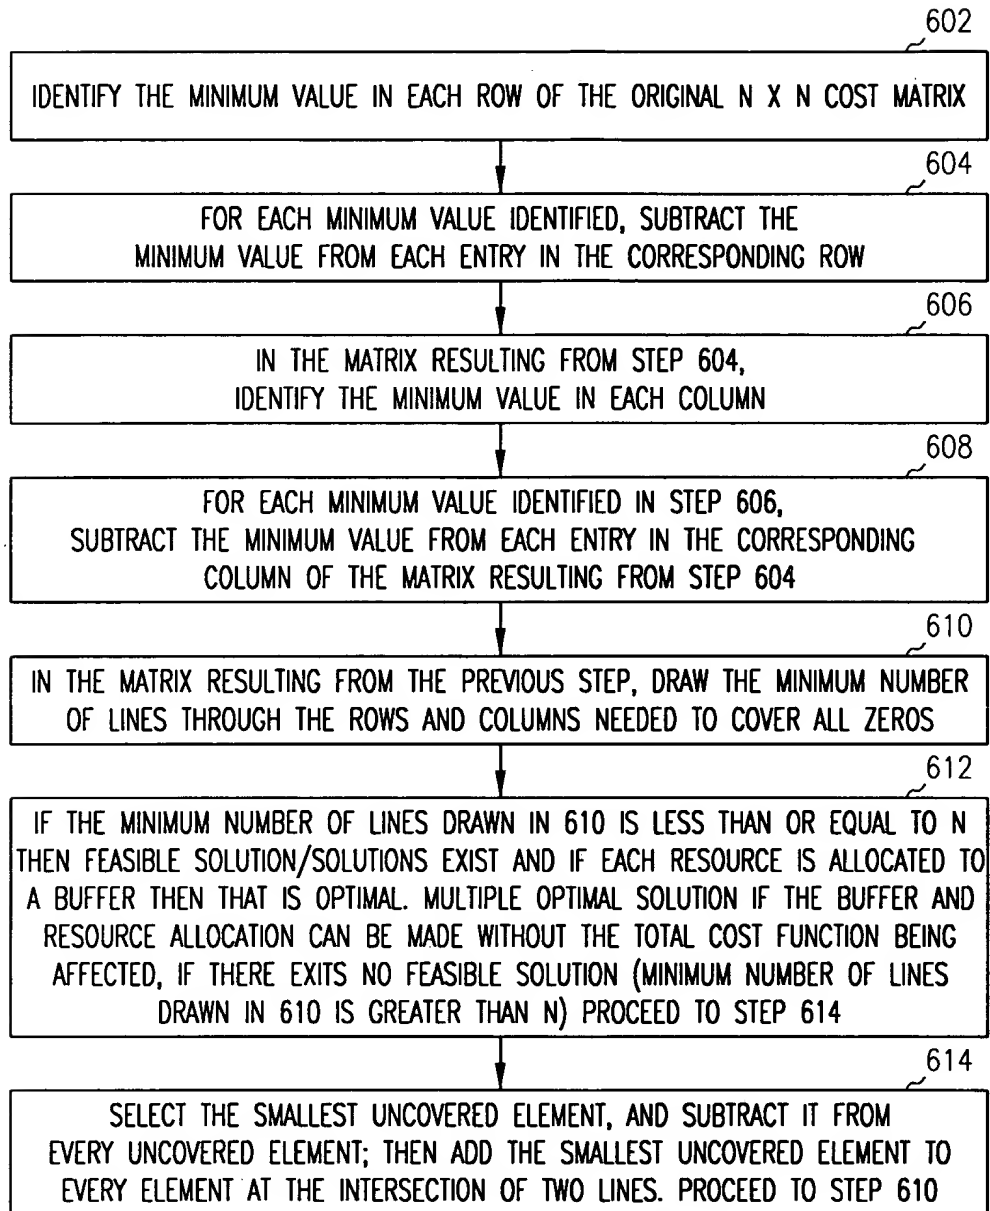 602
IDENTIFY THE MINIMUM VALUE IN EACH ROW OF THE ORIGINAL N X N COST MATRIX
604
FOR EACH MINIMUM VALUE IDENTIFIED, SUBTRACT THE
MINIMUM VALUE FROM EACH ENTRY IN THE CORRESPONDING ROW
606
IN THE MATRIX RESULTING FROM STEP 604,
IDENTIFY THE MINIMUM VALUE IN EACH COLUMN
608
FOR EACH MINIMUM VALUE IDENTIFIED IN STEP 606,
SUBTRACT THE MINIMUM VALUE FROM EACH ENTRY IN THE CORRESPONDING
COLUMN OF THE MATRIX RESULTING FROM STEP 604
610
IN THE MATRIX RESULTING FROM THE PREVIOUS STEP, DRAW THE MINIMUM NUMBER
OF LINES THROUGH THE ROWS AND COLUMNS NEEDED TO COVER ALL ZEROS
612
IF THE MINIMUM NUMBER OF LINES DRAWN IN 610 IS LESS THAN OR EQUAL TO N
THEN FEASIBLE SOLUTION/SOLUTIONS EXIST AND IF EACH RESOURCE IS ALLOCATED TO
A BUFFER THEN THAT IS OPTIMAL. MULTIPLE OPTIMAL SOLUTION IF THE BUFFER AND
RESOURCE ALLOCATION CAN BE MADE WITHOUT THE TOTAL COST FUNCTION BEING
AFFECTED, IF THERE EXITS NO FEASIBLE SOLUTION (MINIMUM NUMBER OF LINES
DRAWN IN 610 IS GREATER THAN N) PROCEED TO STEP 614
614
SELECT THE SMALLEST UNCOVERED ELEMENT, AND SUBTRACT IT FROM
EVERY UNCOVERED ELEMENT; THEN ADD THE SMALLEST UNCOVERED ELEMENT TO
EVERY ELEMENT AT THE INTERSECTION OF TWO LINES. PROCEED TO STEP 610